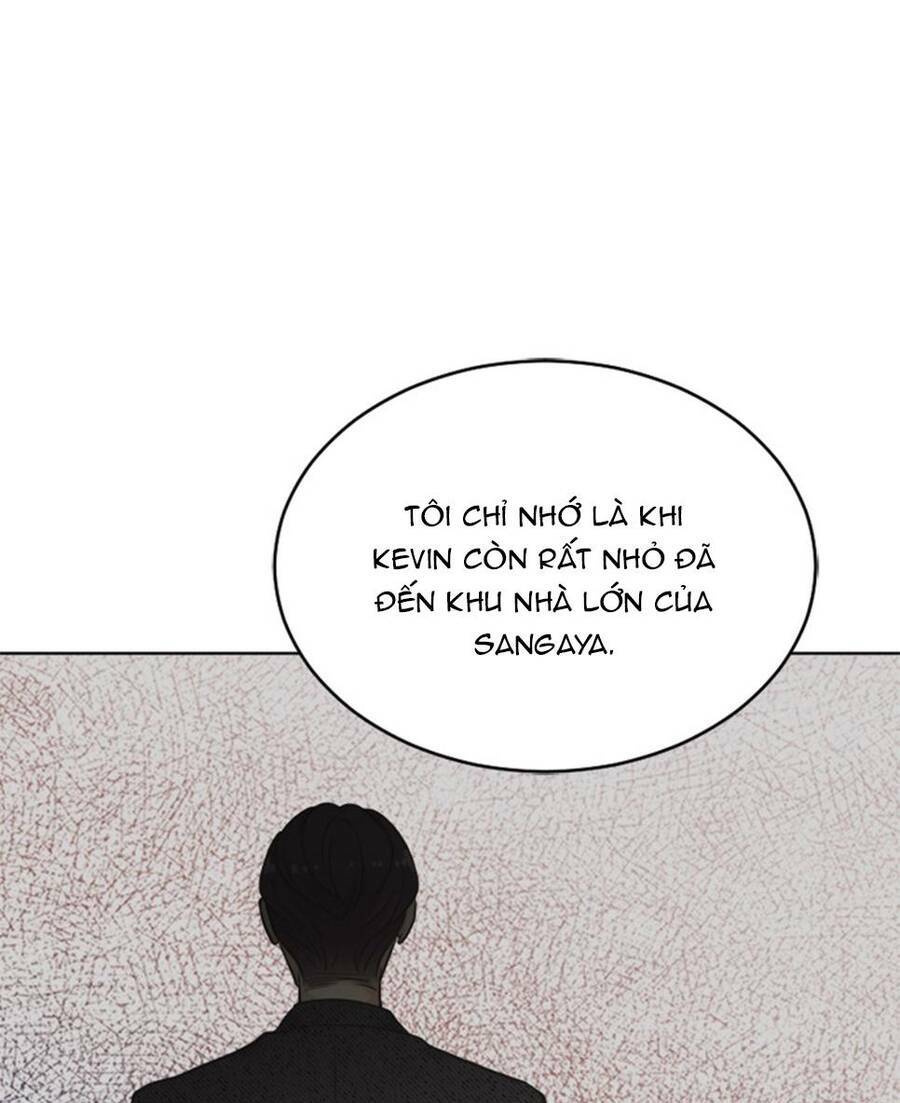 TÔI CHỈ NHỚ LÀ KHI
KEVIN CÒN RẤT NHỎ ĐÃ
ĐẾN KHU NHÀ LỚN CỦA
SANGAYA.